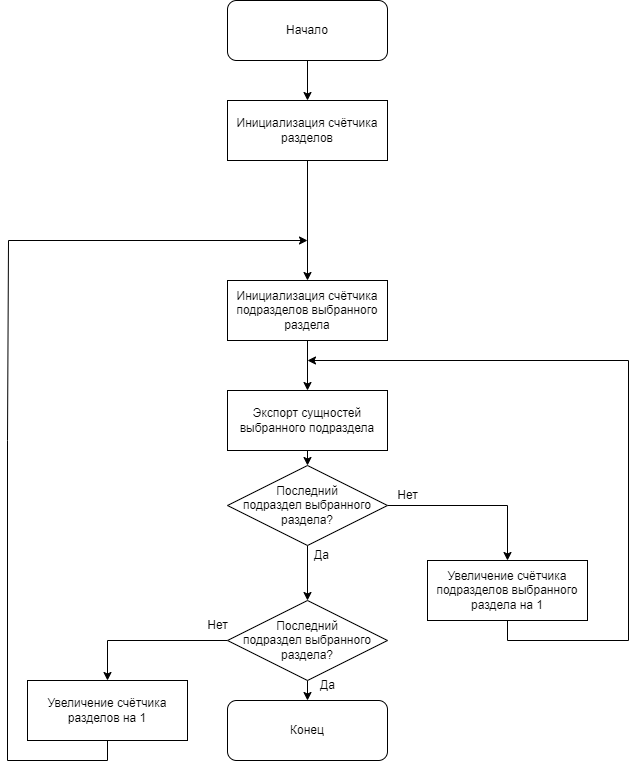 Начало
Инициализация счётчика
разделов
Инициализация счётчика
подразделов выбранного
раздела
Экспорт сущностей
выбранного подраздела
Последний
подраздел выбранного
раздела?
Нет
Да
Увеличение счётчика
подразделов выбранного
раздела на 1
Последний
подраздел выбранного
раздела?
Нет
Да
Увеличение счётчика
разделов на 1
Конец